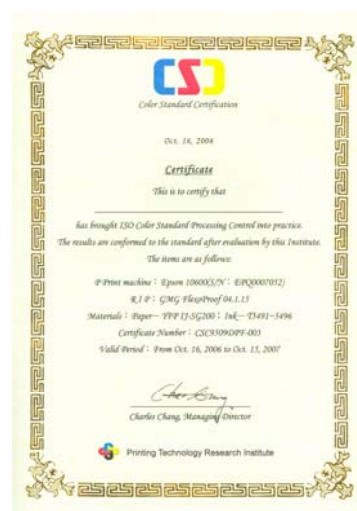 CSC
Color Standard Certification
Oct. 16, 2006
Certificate
This is to certify that
has brought ISO Color Standard Processing Control into practice.
The results are conformed to the standard after evaluation by this Institute.
The items are as follows:
P-Print machine : Epson 10600(S/N : EPQ0007032)
R I P : GMG FlexoProof 04.1.15
Materials : Paper— YFP IJ-SG200 ; Ink— T5491~5496
Certificate Number : CSC9509DPF-003
Valid Period : From Oct. 16, 2006 to Oct. 15, 2007
Charles Chang, Managing Director
Printing Technology Research Institute